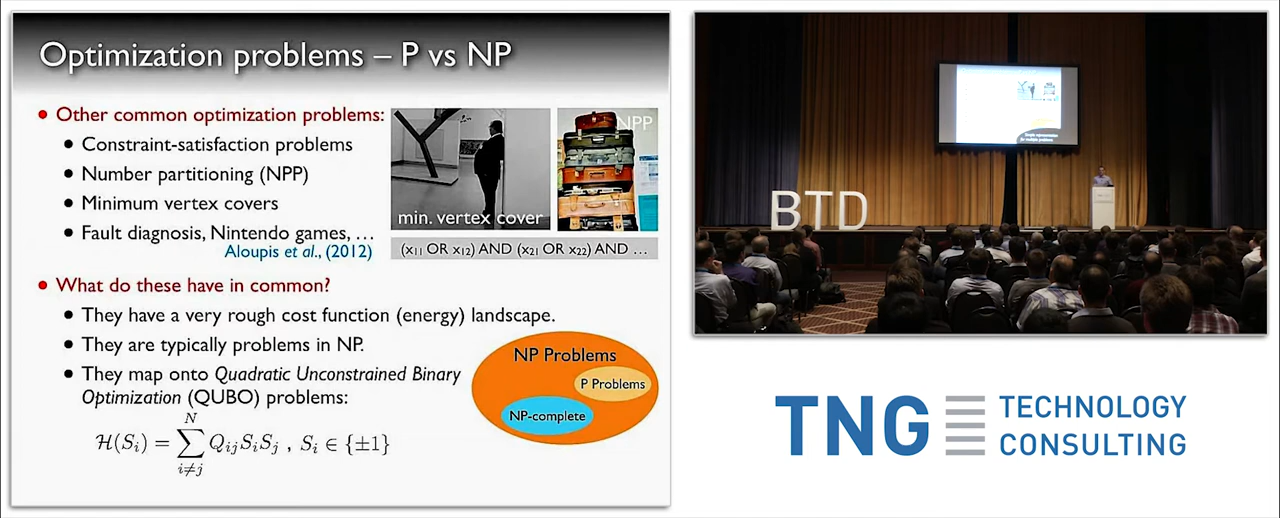 Optimization problems – P vs NP
• Other common optimization problems:
• Constraint-satisfaction problems
• Number partitioning (NPP)
• Minimum vertex covers
• Fault diagnosis, Nintendo games, …
Aloupis et al., (2012)
min. vertex cover
NPP
(x₁₁ OR x₁₂) AND (x₂₁ OR x₂₂) AND …
• What do these have in common?
• They have a very rough cost function (energy) landscape.
• They are typically problems in NP.
• They map onto Quadratic Unconstrained Binary
Optimization (QUBO) problems:
NP Problems
P Problems
NP-complete
ℋ(Sᵢ) = ∑ᵢ≠ⱼᴺ Qᵢⱼ Sᵢ Sⱼ , Sᵢ ∈ {±1}
BTD
TNG TECHNOLOGY
CONSULTING